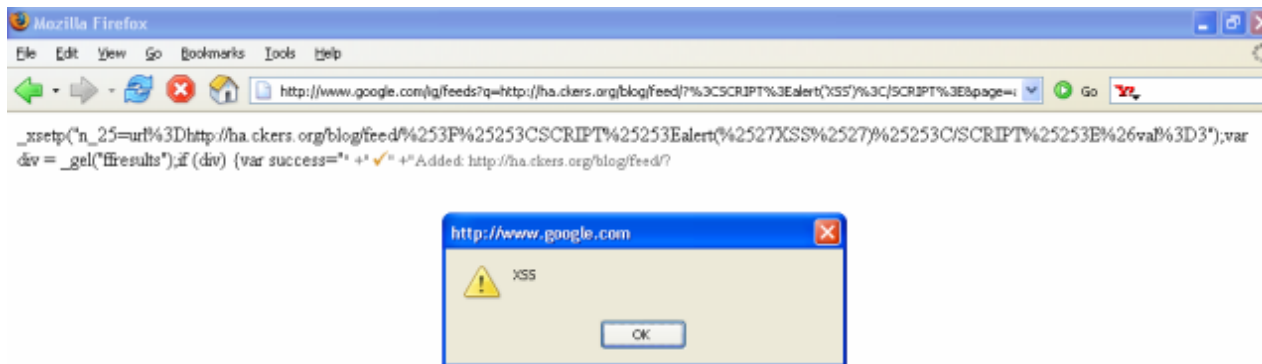 Mozilla Firefox
File Edit View Go Bookmarks Tools Help
http://www.google.com/ig/feeds?q=http://ha.ckers.org/blog/feed/?%3CSCRIPT%3Ealert('XSS')%3C/SCRIPT%3E&page= Go
_xsetp("n_25=url%3Dhttp://ha.ckers.org/blog/feed/%253F%25253CSCRIPT%25253Ealert(%2527XSS%2527)%25253C/SCRIPT%25253E%26val%3D3");var
div = _gel("ffresults");if (div) {var success="" +"✓" +"Added: http://ha.ckers.org/blog/feed/?
http://www.google.com
XSS
OK